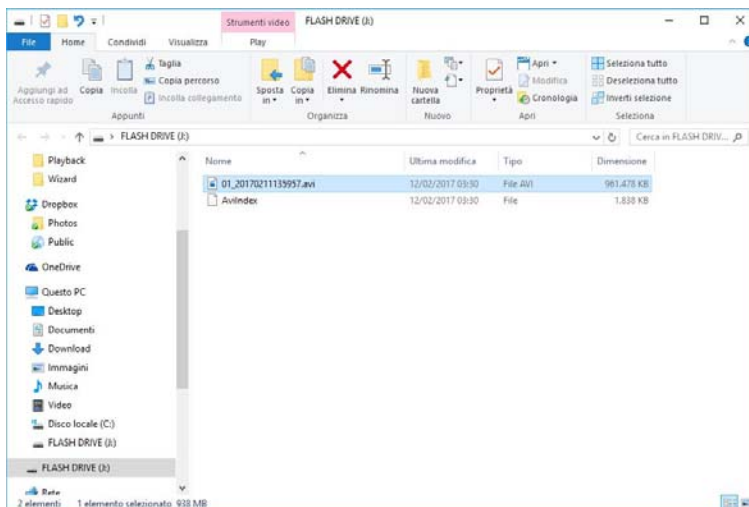 Strumenti video FLASH DRIVE (J:)
File Home Condividi Visualizza Play
Aggiungi ad Accesso rapido
Copia
Incolla
Taglia
Copia percorso
Incolla collegamento
Appunti
Sposta in
Copia in
Elimina
Rinomina
Organizza
Nuova cartella
Nuovo
Proprietà
Apri
Modifica
Cronologia
Apri
Seleziona tutto
Deseleziona tutto
Inverti selezione
Seleziona
FLASH DRIVE (J:)
Cerca in FLASH DRIV...
Playback
Wizard
Dropbox
Photos
Public
OneDrive
Questo PC
Desktop
Documenti
Download
Immagini
Musica
Video
Disco locale (C:)
FLASH DRIVE (J:)
FLASH DRIVE (J:)
Rete
Nome Ultima modifica Tipo Dimensione
01_20170211135957.avi 12/02/2017 03:30 File AVI 961.478 KB
AviIndex 12/02/2017 03:30 File 1.838 KB
2 elementi 1 elemento selezionato 938 MB